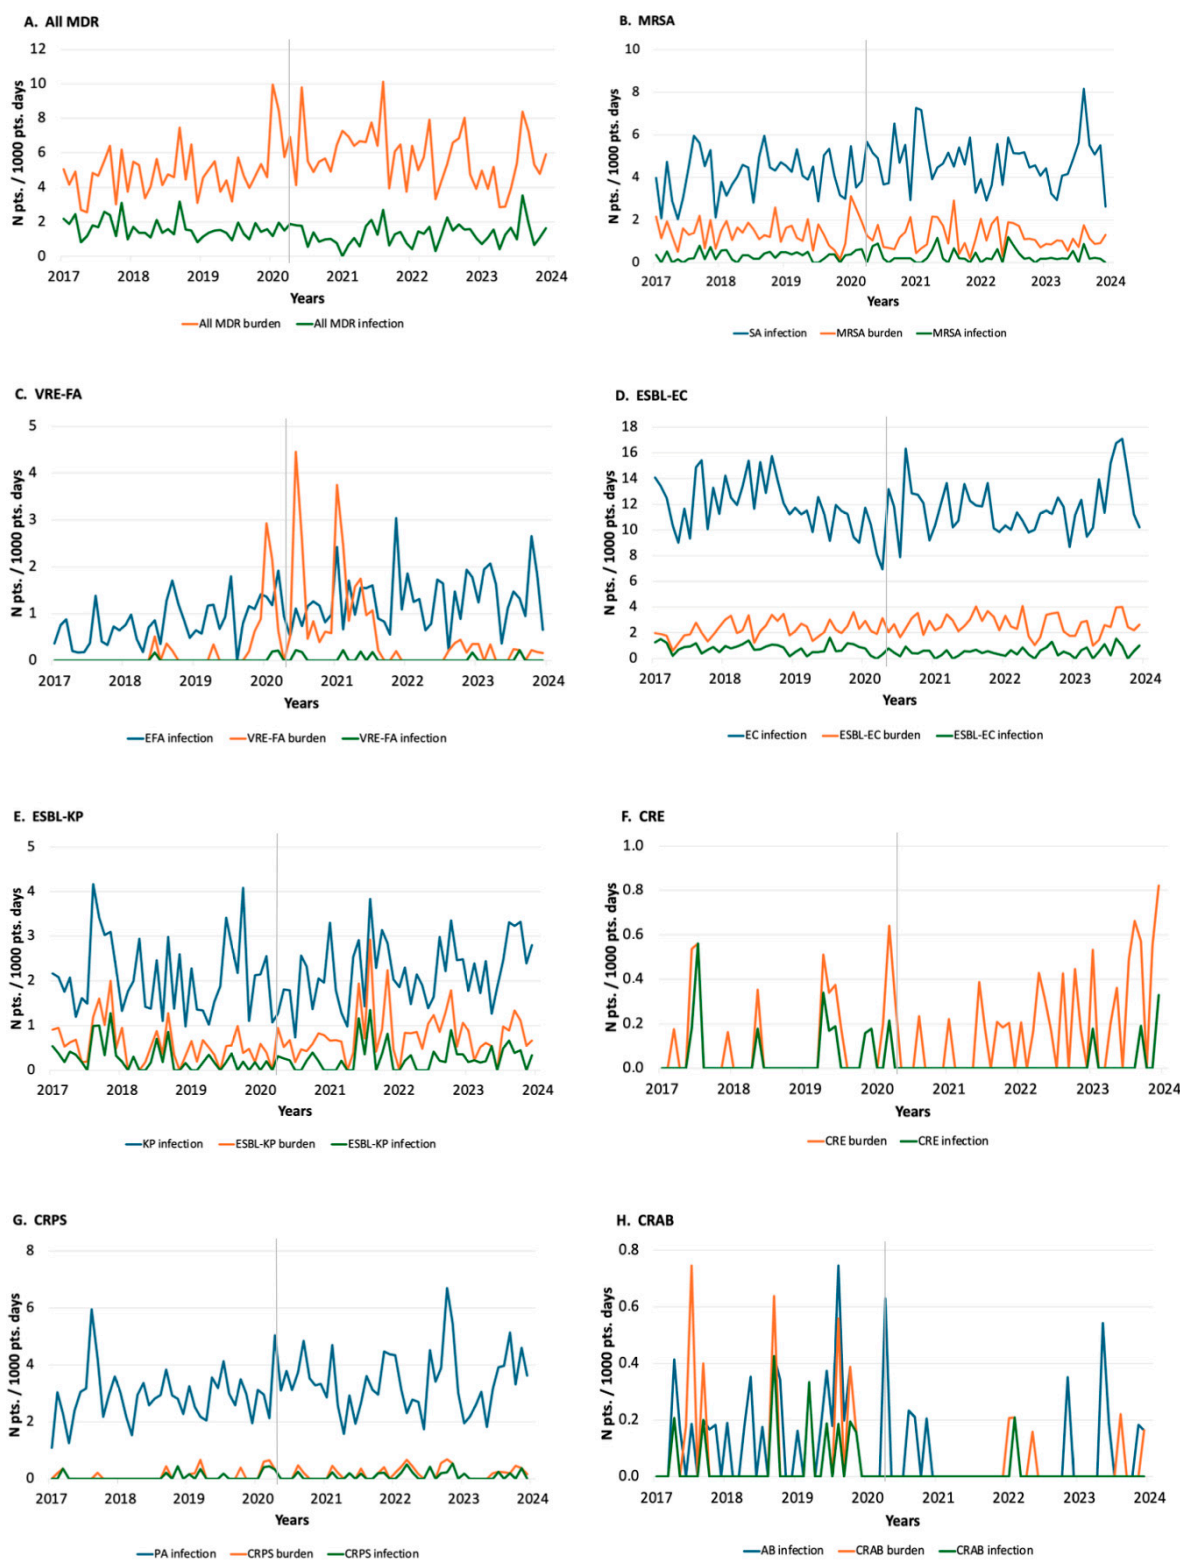 A. All MDR
N pts. / 1000 pts. days
12
10
8
6
4
2
0
2017 2018 2019 2020 2021 2022 2023 2024
Years
All MDR burden All MDR infection
B. MRSA
N pts. / 1000 pts. days
10
8
6
4
2
0
2017 2018 2019 2020 2021 2022 2023 2024
Years
SA infection MRSA burden MRSA infection
C. VRE-FA
N pts. / 1000 pts. days
5
4
3
2
1
0
2017 2018 2019 2020 2021 2022 2023 2024
Years
EFA infection VRE-FA burden VRE-FA infection
D. ESBL-EC
N pts. / 1000 pts. days
18
16
14
12
10
8
6
4
2
0
2017 2018 2019 2020 2021 2022 2023 2024
Years
EC infection ESBL-EC burden ESBL-EC infection
E. ESBL-KP
N pts. / 1000 pts. days
5
4
3
2
1
0
2017 2018 2019 2020 2021 2022 2023 2024
Years
KP infection ESBL-KP burden ESBL-KP infection
F. CRE
N pts. / 1000 pts. days
1.0
0.8
0.6
0.4
0.2
0.0
2017 2018 2019 2020 2021 2022 2023 2024
Years
CRE burden CRE infection
G. CRPS
N pts. / 1000 pts. days
8
6
4
2
0
2017 2018 2019 2020 2021 2022 2023 2024
Years
PA infection CRPS burden CRPS infection
H. CRAB
N pts. / 1000 pts. days
0.8
0.6
0.4
0.2
0.0
2017 2018 2019 2020 2021 2022 2023 2024
Years
AB infection CRAB burden CRAB infection